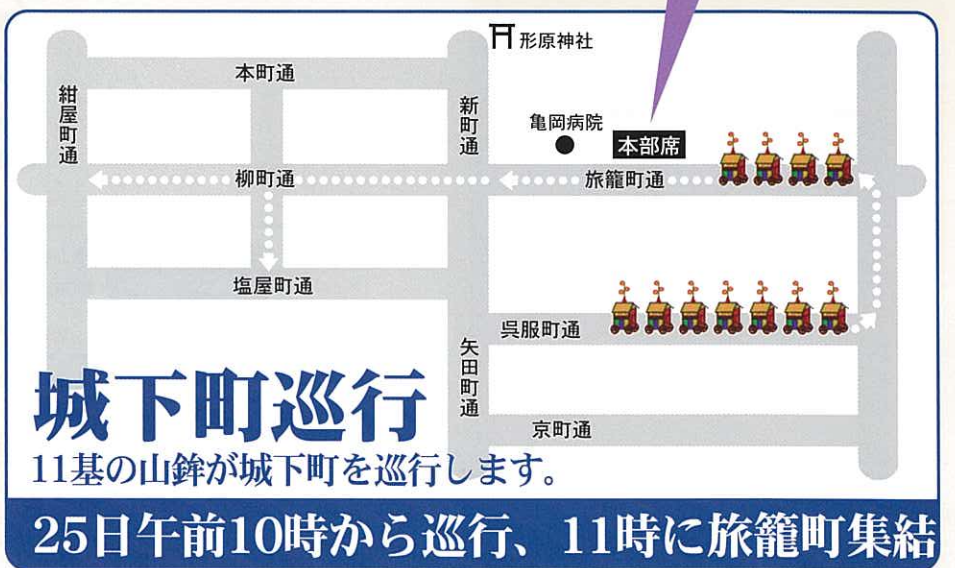 形原神社
本町通
紺屋町通
新町通
亀岡病院
本部席
柳町通
旅籠町通
塩屋町通
呉服町通
矢田町通
京町通
城下町巡行
11基の山鉾が城下町を巡行します。
25日午前10時から巡行、11時に旅籠町集結